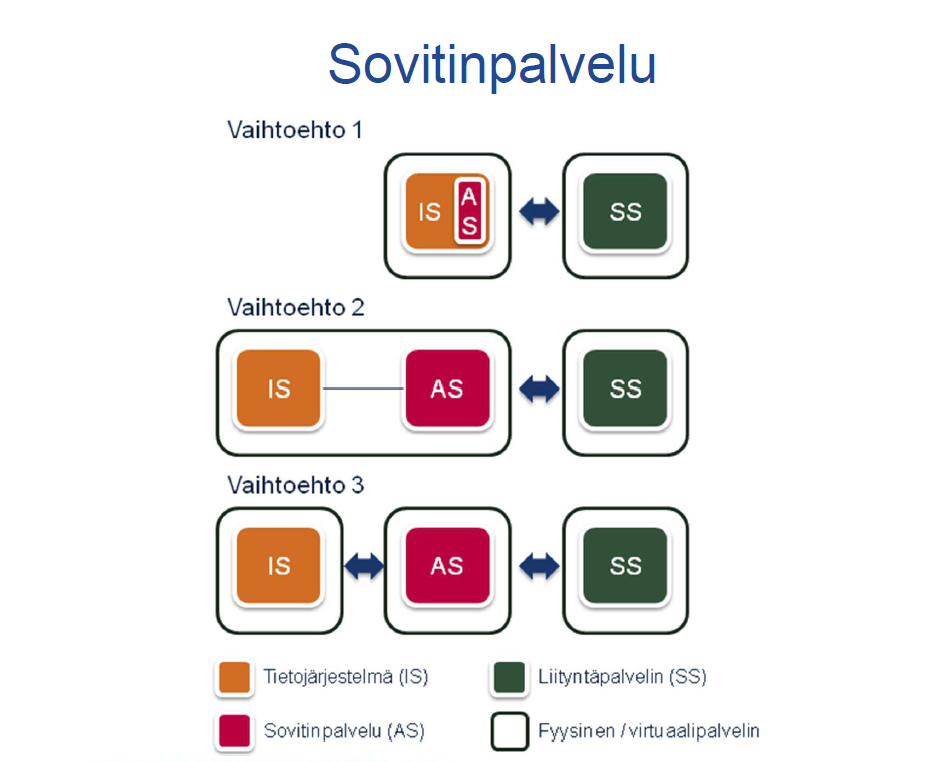 Sovitinpalvelu
Vaihtoehto 1
IS
A
S
SS
Vaihtoehto 2
IS
AS
SS
Vaihtoehto 3
IS
AS
SS
Tietojärjestelmä (IS)
Liityntäpalvelin (SS)
Sovitinpalvelu (AS)
Fyysinen / virtuaalipalvelin